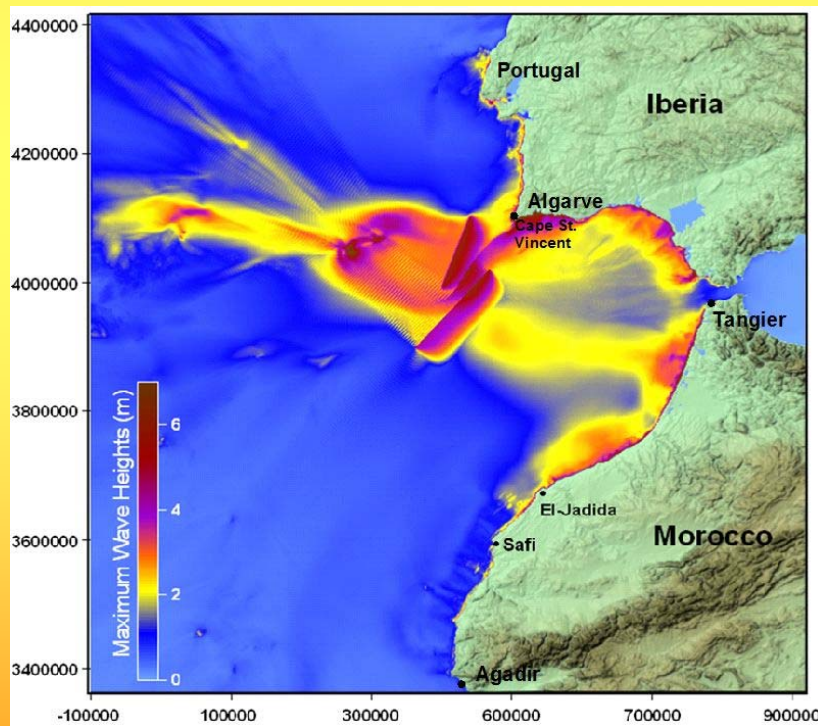 4400000
Portugal
Iberia
4200000
Algarve
Cape St.
Vincent
4000000
Tangier
3800000
Maximum Wave Heights (m)
6
4
2
0
El-Jadida
3600000
Safi
Morocco
3400000
Agadir
-100000
100000
300000
600000
700000
900000